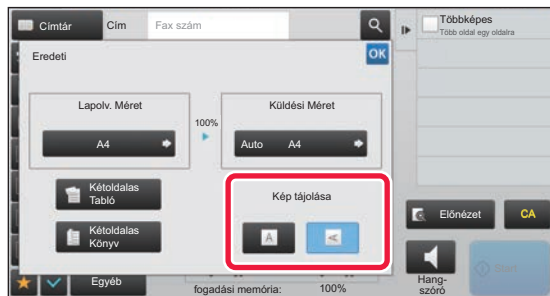 Címtár
Cím
Fax szám
Többképes
Több oldal egy oldalra
Eredeti
OK
Lapolv. Méret
Küldési Méret
100%
A4
Auto A4
Kétoldalas
Tabló
Kép tájolása
Kétoldalas
Könyv
A
A
Előnézet
CA
Egyéb
fogadási memória: 100%
Hang-
szóró
Start